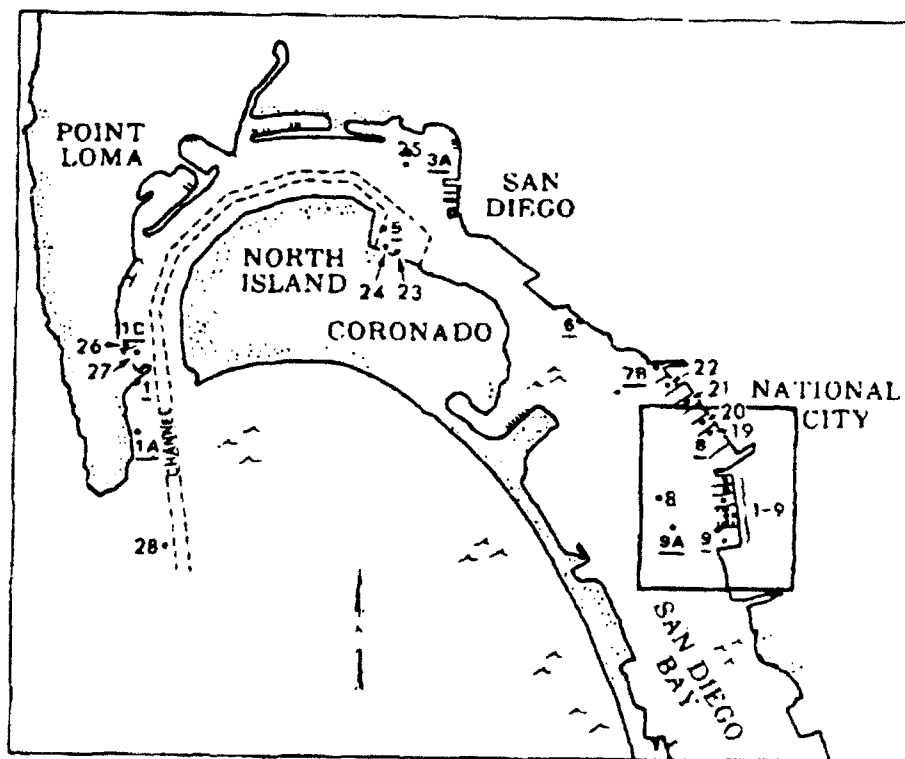 POINT
LOMA
25
3A
SAN
DIEGO
NORTH
ISLAND
5
24 23
CORONADO
6
1C
26
27
1
1A
CHANNEL
28
7B
22
21
20
19
NATIONAL
CITY
8
8
1-9
9A
9
SAN DIEGO
BAY